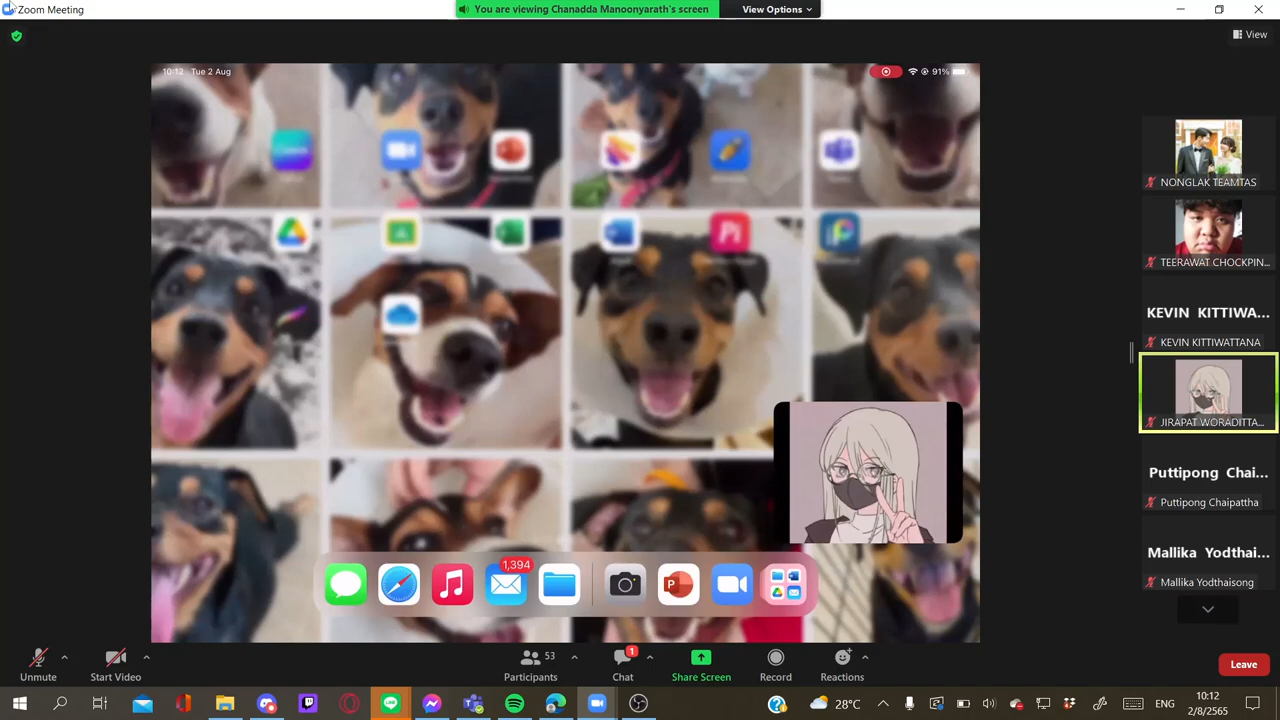 Zoom Meeting
You are viewing Chanadda Manoonyarath's screen
View Options
View
10:12 Tue 2 Aug
91%
NONGLAK TEAMTAS
TEERAWAT CHOCKPIN...
KEVIN KITTIWA...
KEVIN KITTIWATTANA
JIRAPAT WORADITTA...
Puttipong Chai...
Puttipong Chaipattha
Mallika Yodthai...
Mallika Yodthaisong
1,394
Unmute
Start Video
53
Participants
1
Chat
Share Screen
Record
Reactions
Leave
LINE
28°C
ENG
10:12
2/8/2565